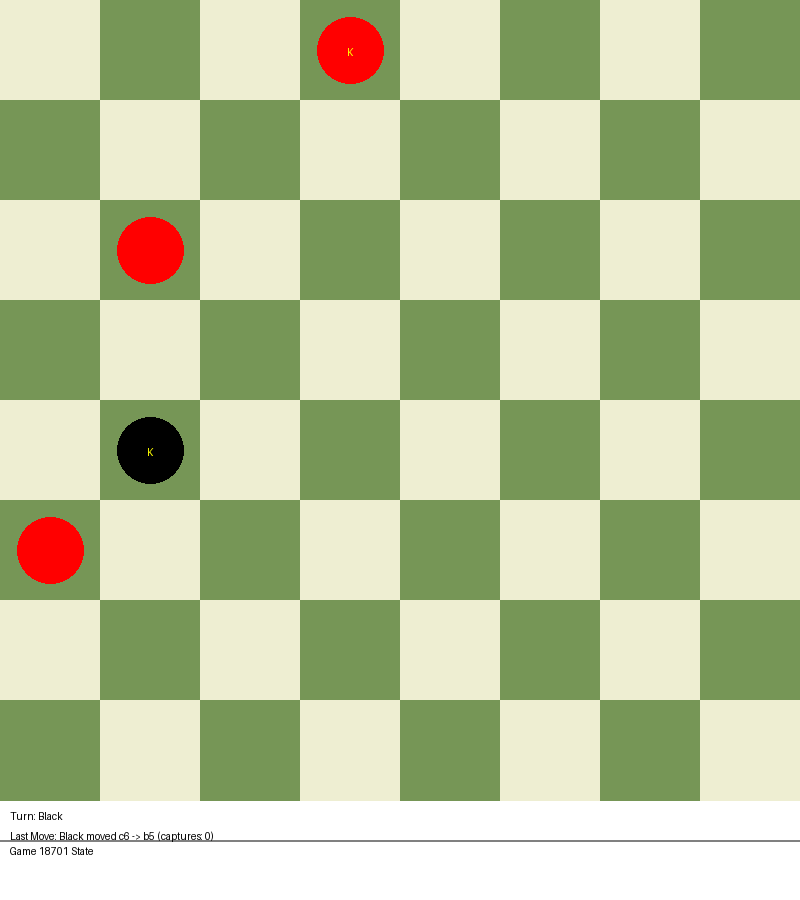 K
K
Turn: Black
Last Move: Black moved c6 -> b5 (captures: 0)
Game 18701 State